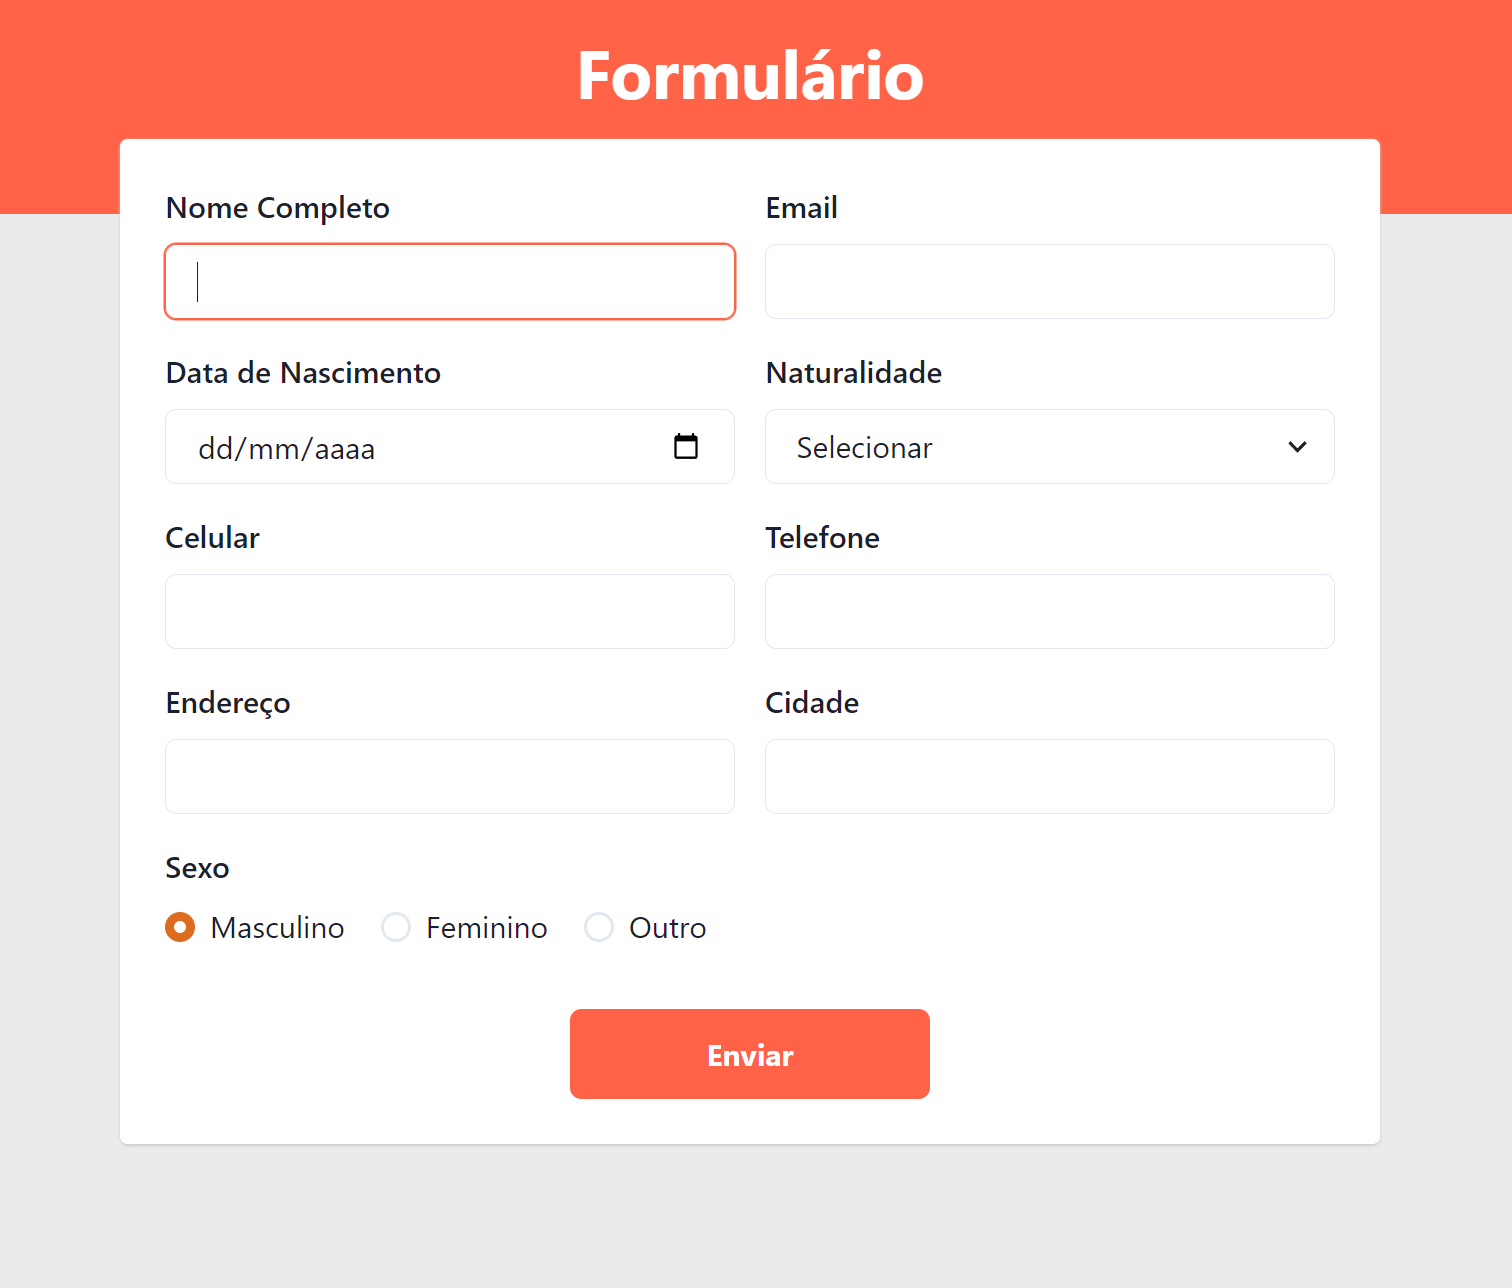 Formulário
Nome Completo
Email
Data de Nascimento
Naturalidade
dd/mm/aaaa
Selecionar
Celular
Telefone
Endereço
Cidade
Sexo
Masculino
Feminino
Outro
Enviar